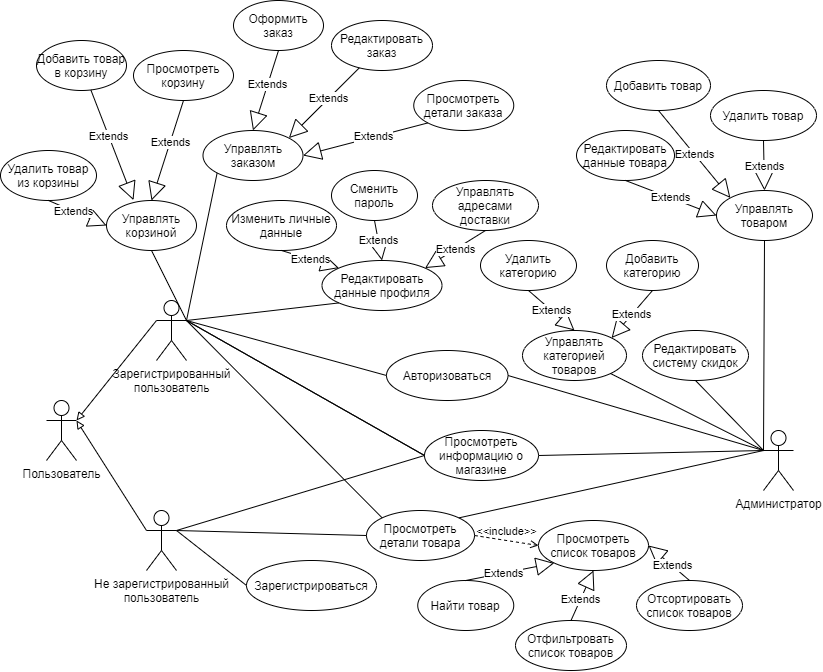 Оформить
заказ
Редактировать
заказ
Добавить товар
в корзину
Просмотреть
корзину
Extends
Extends
Просмотреть
детали заказа
Добавить товар
Удалить товар
Extends
Extends
Extends
Управлять
заказом
Редактировать
данные товара
Extends
Extends
Удалить товар
из корзины
Extends
Extends
Управлять
корзиной
Сменить
пароль
Управлять
адресами
доставки
Изменить личные
данные
Extends
Extends
Extends
Управлять
товаром
Редактировать
данные профиля
Удалить
категорию
Добавить
категорию
Extends
Extends
Управлять
категорией
товаров
Редактировать
систему скидок
Зарегистрированный
пользователь
Авторизоваться
Пользователь
Просмотреть
информацию о
магазине
Администратор
Просмотреть
детали товара
<<include>>
Просмотреть
список товаров
Не зарегистрированный
пользователь
Зарегистрироваться
Extends
Extends
Extends
Найти товар
Отсортировать
список товаров
Отфильтровать
список товаров